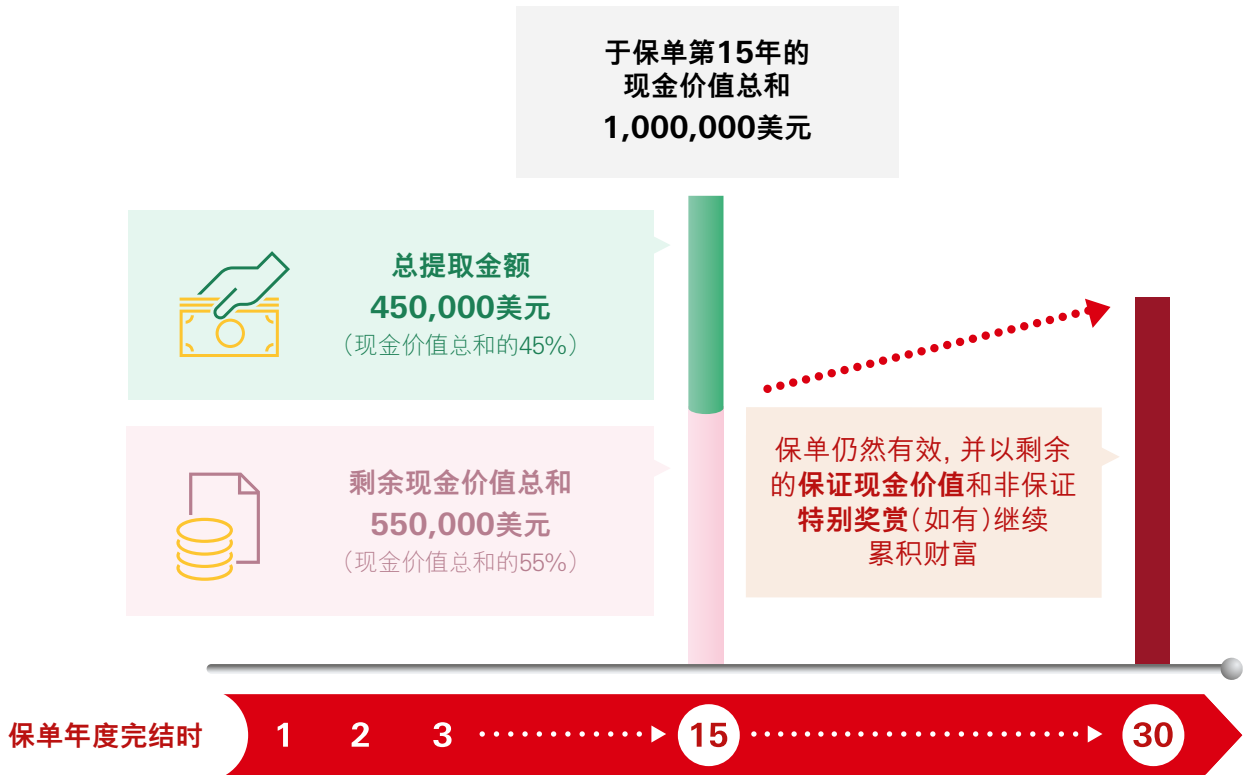 于保单第15年的
现金价值总和
1,000,000美元
总提取金额
450,000美元
（现金价值总和的45%）
剩余现金价值总和
550,000美元
（现金价值总和的55%）
保单仍然有效, 并以剩余
的保证现金价值和非保证
特别奖赏（如有）继续
累积财富
保单年度完结时 1 2 3 15 30